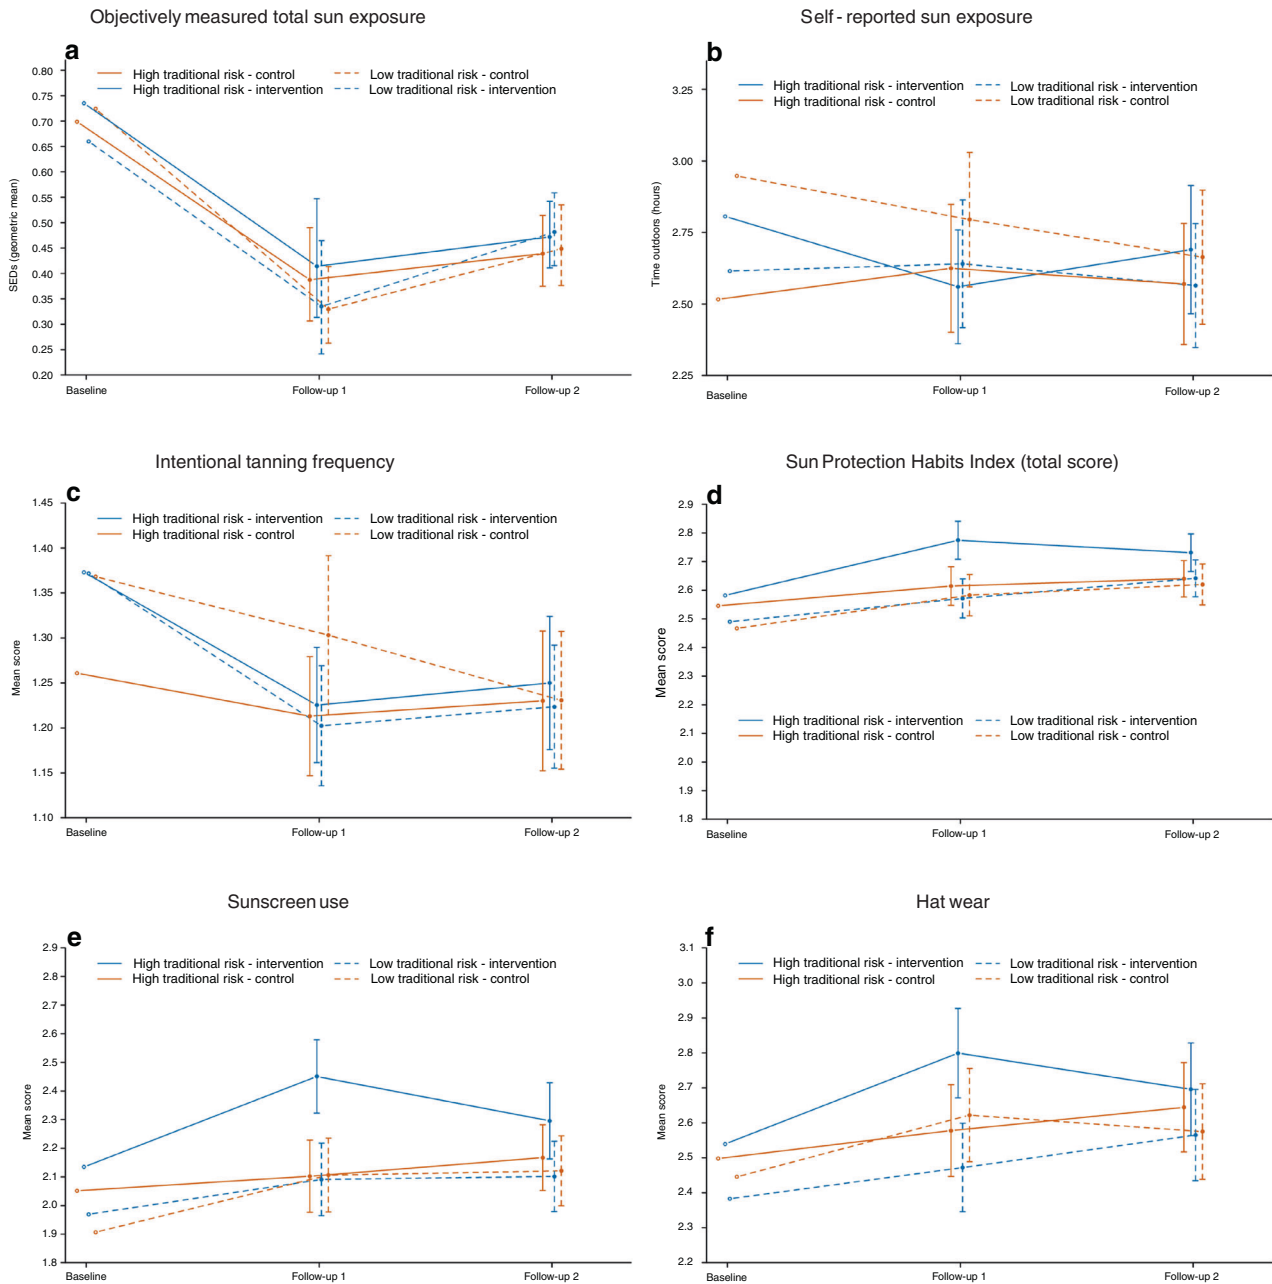 Objectively measured total sun exposure
a
High traditional risk - control
Low traditional risk - control
High traditional risk - intervention
Low traditional risk - intervention
SEDs (geometric mean)
0.80
0.75
0.70
0.65
0.60
0.55
0.50
0.45
0.40
0.35
0.30
0.25
0.20
Baseline
Follow-up 1
Follow-up 2
Self - reported sun exposure
b
High traditional risk - intervention
Low traditional risk - intervention
High traditional risk - control
Low traditional risk - control
Time outdoors (hours)
3.25
3.00
2.75
2.50
2.25
Baseline
Follow-up 1
Follow-up 2
Intentional tanning frequency
c
High traditional risk - intervention
Low traditional risk - intervention
High traditional risk - control
Low traditional risk - control
Mean score
1.45
1.40
1.35
1.30
1.25
1.20
1.15
1.10
Baseline
Follow-up 1
Follow-up 2
Sun Protection Habits Index (total score)
d
Mean score
2.9
2.8
2.7
2.6
2.5
2.4
2.3
2.2
2.1
2.0
1.9
1.8
High traditional risk - intervention
Low traditional risk - intervention
High traditional risk - control
Low traditional risk - control
Baseline
Follow-up 1
Follow-up 2
Sunscreen use
e
High traditional risk - intervention
Low traditional risk - intervention
High traditional risk - control
Low traditional risk - control
Mean score
2.9
2.8
2.7
2.6
2.5
2.4
2.3
2.2
2.1
2.0
1.9
1.8
Baseline
Follow-up 1
Follow-up 2
Hat wear
f
High traditional risk - intervention
Low traditional risk - intervention
High traditional risk - control
Low traditional risk - control
Mean score
3.1
3.0
2.9
2.8
2.7
2.6
2.5
2.4
2.3
2.2
Baseline
Follow-up 1
Follow-up 2